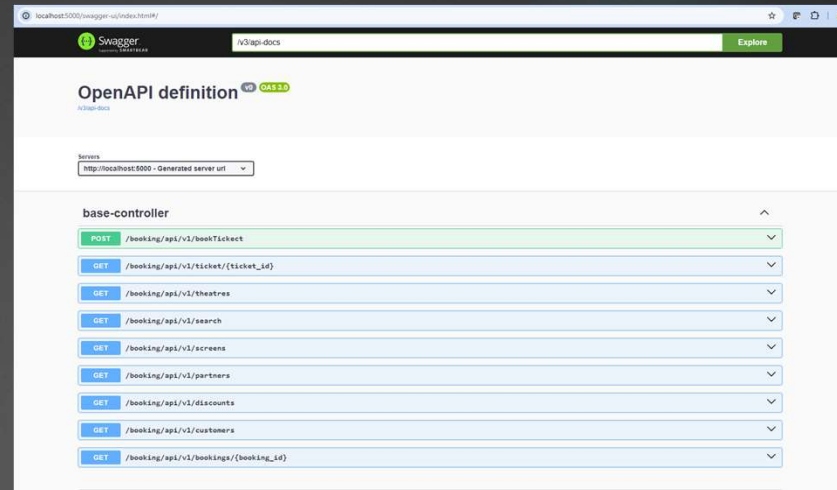 localhost:5000/swagger-ui/index.html#/
Swagger
Supported by SMARTBEAR
/v3/api-docs
Explore
OpenAPI definition v0 OAS 3.0
/v3/api-docs
Servers
http://localhost:5000 - Generated server url
base-controller
POST /booking/api/v1/bookTickect
GET /booking/api/v1/ticket/{ticket_id}
GET /booking/api/v1/theatres
GET /booking/api/v1/search
GET /booking/api/v1/screens
GET /booking/api/v1/partners
GET /booking/api/v1/discounts
GET /booking/api/v1/customers
GET /booking/api/v1/bookings/{booking_id}